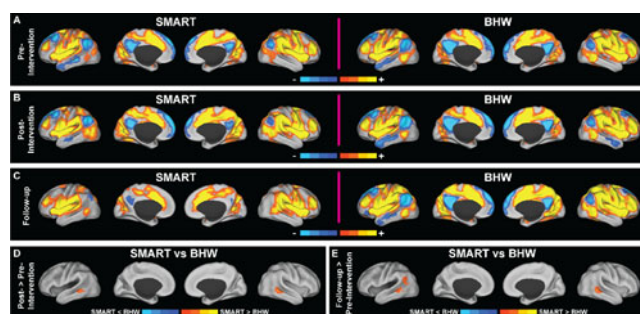 A
SMART
BHW
Pre-
Intervention
- +
B
SMART
BHW
Post-
Intervention
- +
C
SMART
BHW
Follow-up
- +
D
SMART vs BHW
Post- > Pre-
Intervention
SMART < BHW
SMART > BHW
E
SMART vs BHW
Follow-up >
Pre-Intervention
SMART < BHW
SMART > BHW